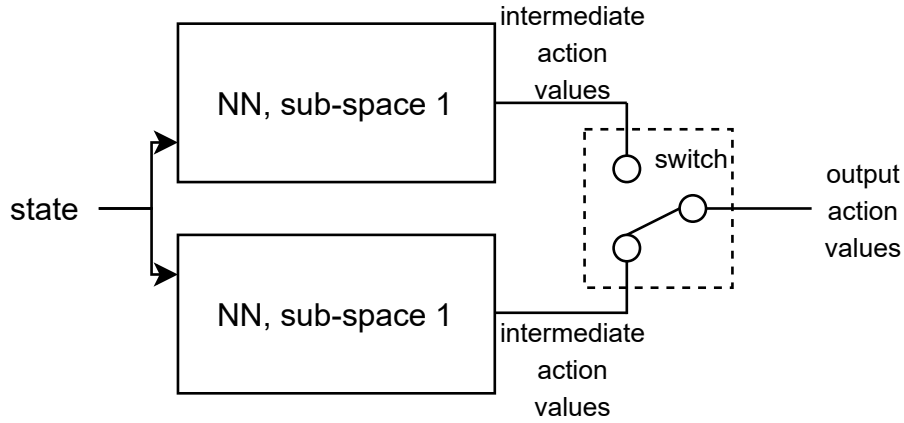 intermediate
action
values
NN, sub-space 1
switch
state
output
action
values
NN, sub-space 1
intermediate
action
values